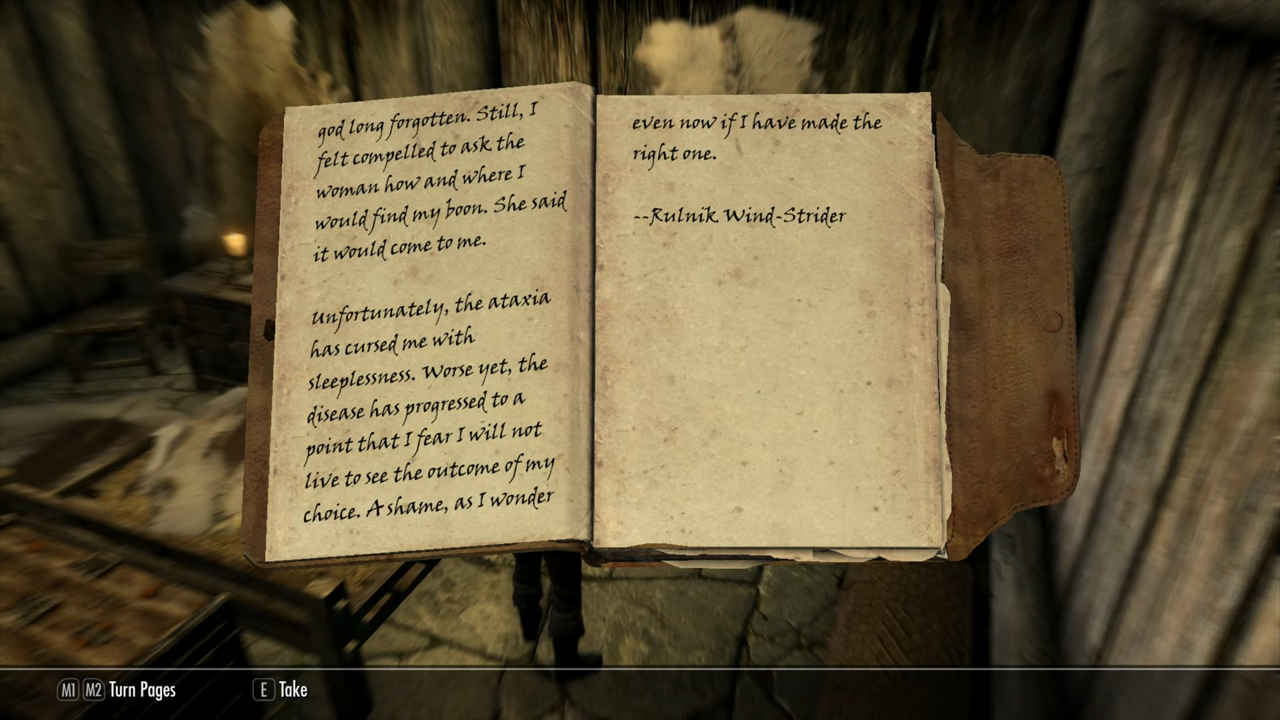 god long forgotten. Still, I
felt compelled to ask the
woman how and where I
would find my boon. She said
it would come to me.
Unfortunately, the ataxia
has cursed me with
sleeplessness. Worse yet, the
disease has progressed to a
point that I fear I will not
live to see the outcome of my
choice. A shame, as I wonder
even now if I have made the
right one.
--Rulnik Wind-Strider
M1 M2 Turn Pages
E Take